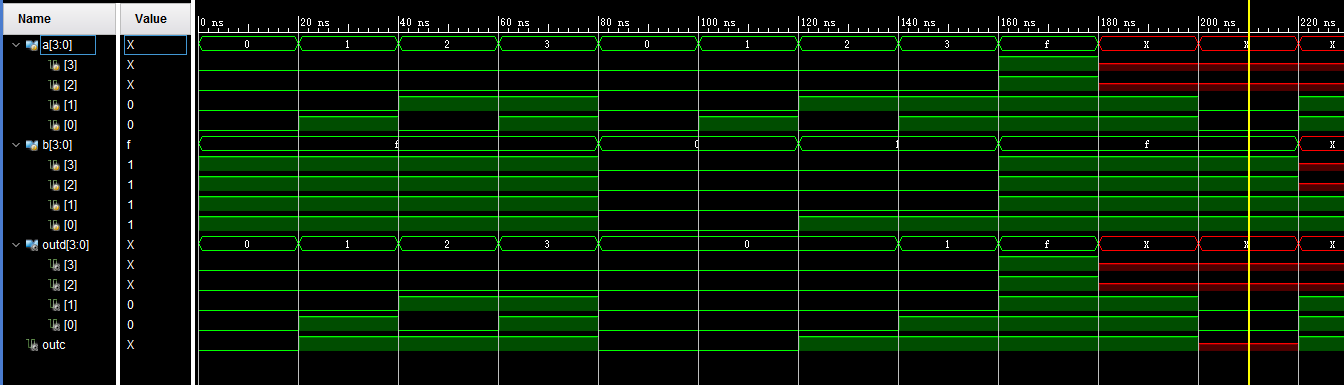 Name Value 0 ns 20 ns 40 ns 60 ns 80 ns 100 ns 120 ns 140 ns 160 ns 180 ns 200 ns 220 ns
a[3:0] X 0 1 2 3 0 1 2 3 f X X X
[3] X
[2] X
[1] 0
[0] 0
b[3:0] f f 0 1 f X
[3] 1
[2] 1
[1] 1
[0] 1
outd[3:0] X 0 1 2 3 0 1 f X X X
[3] X
[2] X
[1] 0
[0] 0
outc X